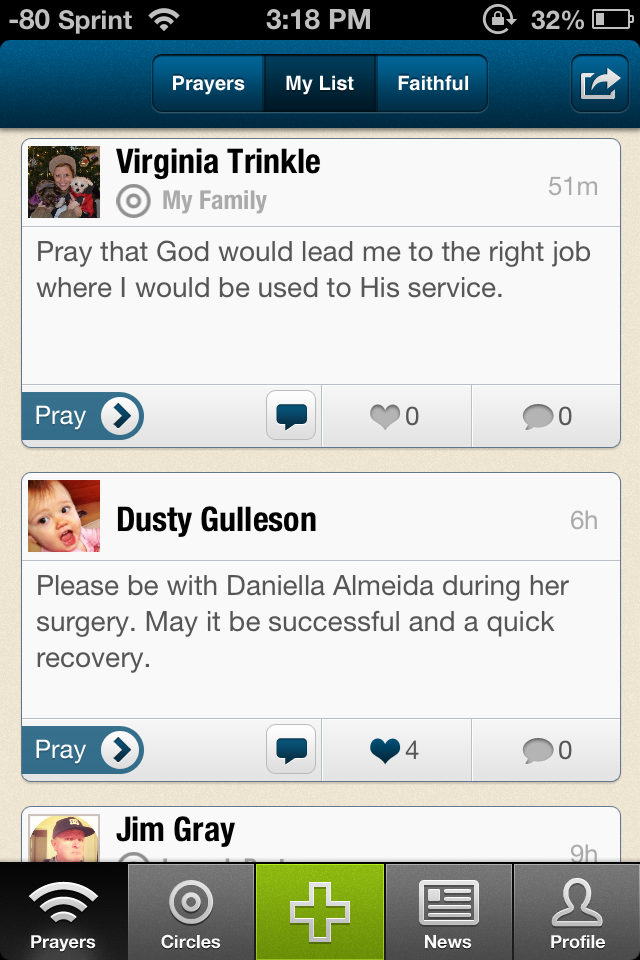 -80 Sprint 3:18 PM 32%
Prayers My List Faithful
Virginia Trinkle
My Family
51m
Pray that God would lead me to the right job
where I would be used to His service.
Pray 0 0
Dusty Gulleson
6h
Please be with Daniella Almeida during her
surgery. May it be successful and a quick
recovery.
Pray 4 0
Jim Gray
9h
Prayers Circles News Profile